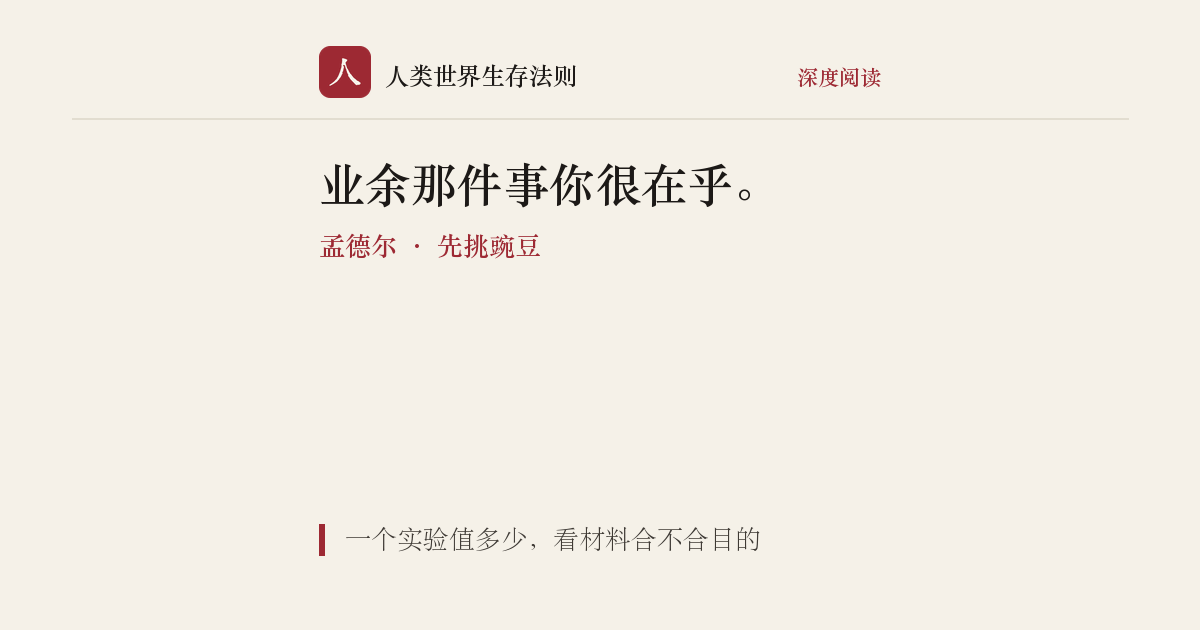 人
人类世界生存法则
深度阅读
业余那件事你很在乎。
孟德尔 · 先挑豌豆
一个实验值多少，看材料合不合目的